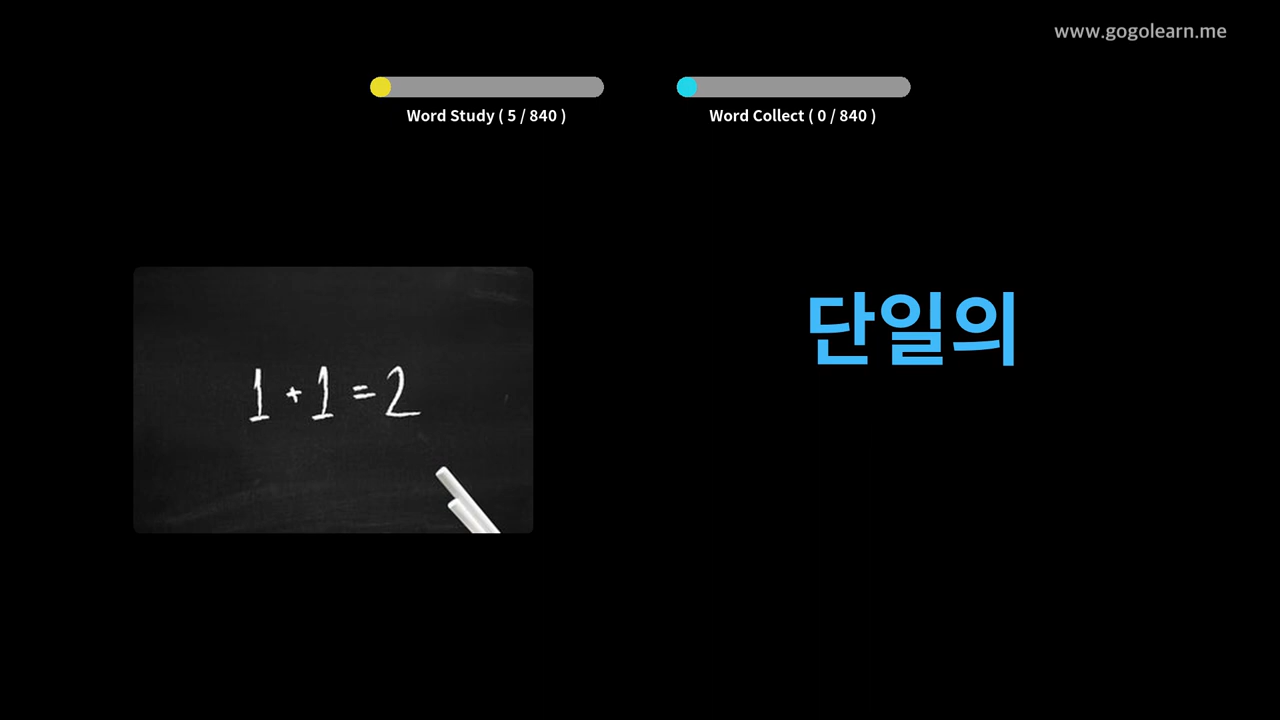 www.gogolearn.me
Word Study ( 5 / 840 )
Word Collect ( 0 / 840 )
단일의
1 + 1 = 2